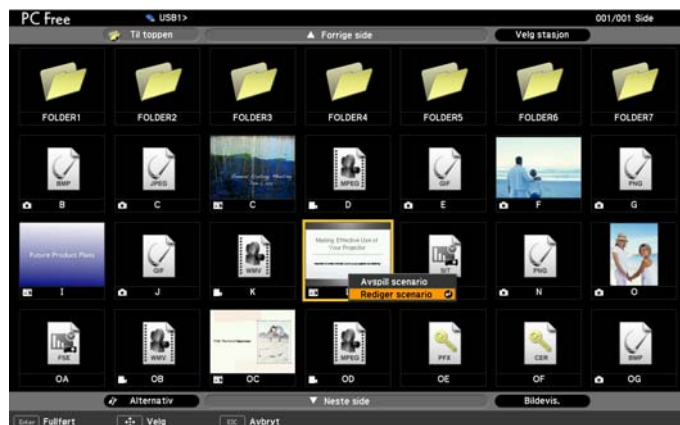 PC Free USB1> 001/001 Side
Til toppen Forrige side Velg stasjon
FOLDER1 FOLDER2 FOLDER3 FOLDER4 FOLDER5 FOLDER6 FOLDER7
BMP JPEG MPEG GIF PNG
B C C D E F G
Future Product Plans GIF WMV Making Effective Use of Your Projector SIT PNG
Avspill scenario
Rediger scenario
I J K N O
FSE WMV MPEG PFX CER BMP
OA OB OC OD OE OF OG
Alternativ Neste side Bildevis.
Enter Fullført Velg ESC Avbryt